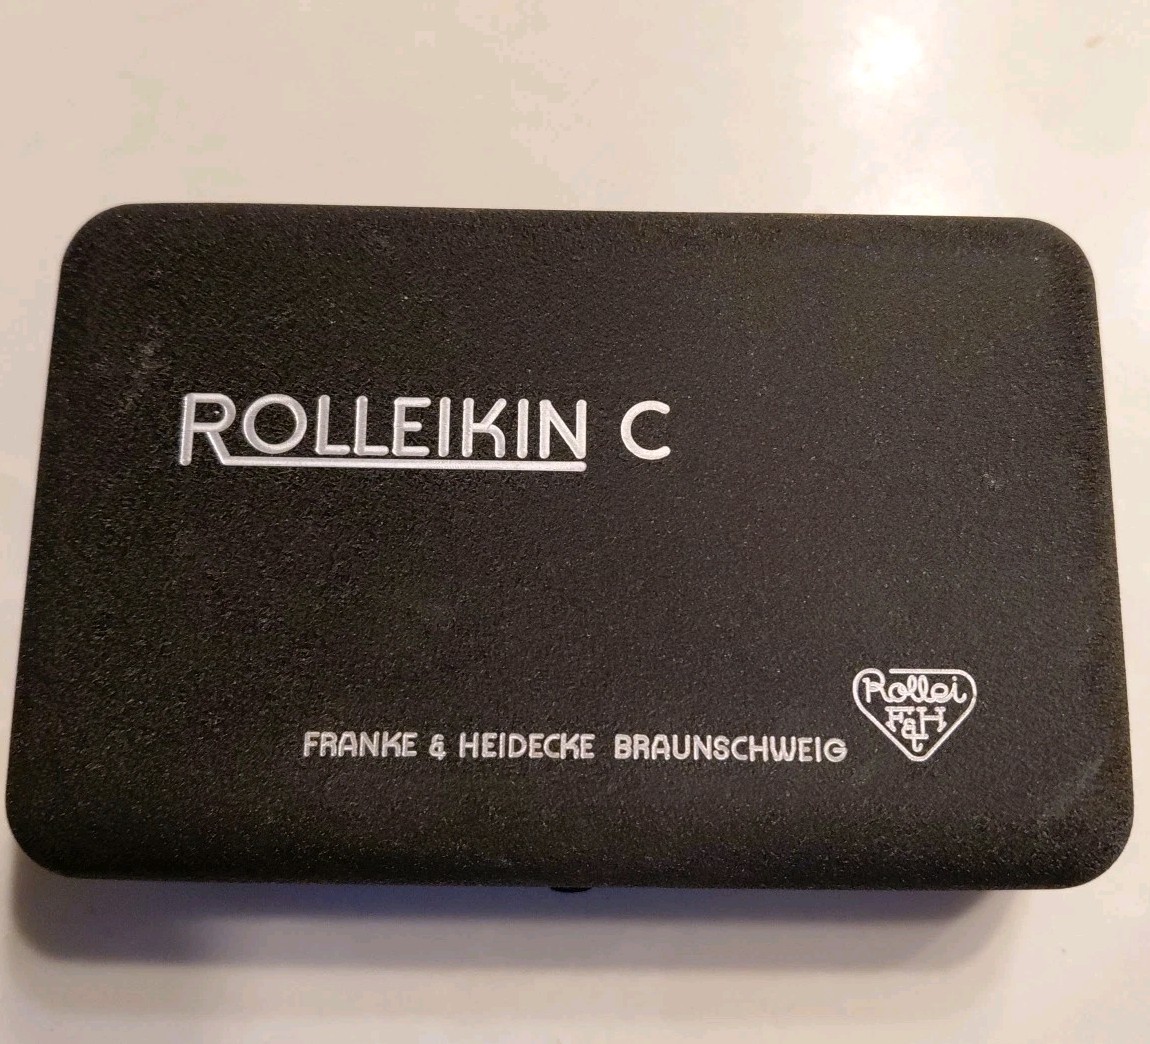 ROLLEIKIN C
FRANKE & HEIDECKE BRAUNSCHWEIG
Rollei
F&H